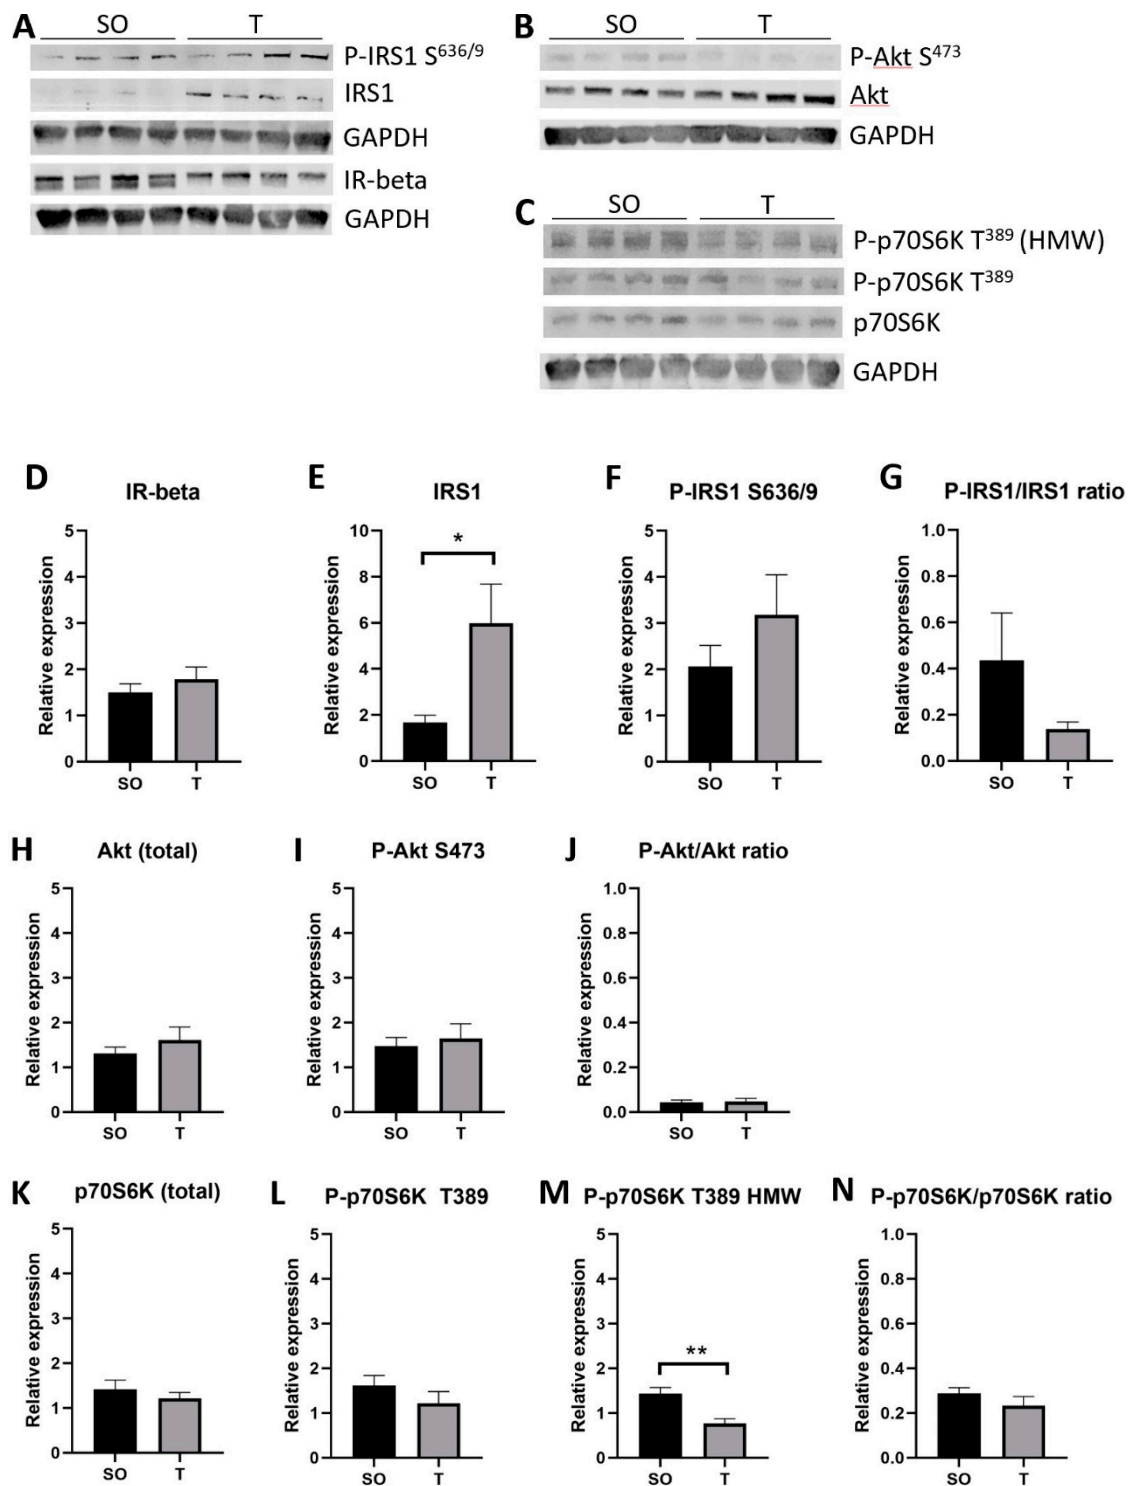 A SO T
P-IRS1 S636/9
IRS1
GAPDH
IR-beta
GAPDH
B SO T
P-Akt S473
Akt
GAPDH
C SO T
P-p70S6K T389 (HMW)
P-p70S6K T389
p70S6K
GAPDH
D IR-beta
Relative expression
5
4
3
2
1
0
SO T
E IRS1
Relative expression
10
8
6
4
2
0
*
SO T
F P-IRS1 S636/9
Relative expression
5
4
3
2
1
0
SO T
G P-IRS1/IRS1 ratio
Relative expression
1.0
0.8
0.6
0.4
0.2
0.0
SO T
H Akt (total)
Relative expression
5
4
3
2
1
0
SO T
I P-Akt S473
Relative expression
5
4
3
2
1
0
SO T
J P-Akt/Akt ratio
Relative expression
1.0
0.8
0.6
0.4
0.2
0.0
SO T
K p70S6K (total)
Relative expression
5
4
3
2
1
0
SO T
L P-p70S6K T389
Relative expression
5
4
3
2
1
0
SO T
M P-p70S6K T389 HMW
Relative expression
5
4
3
2
1
0
**
SO T
N P-p70S6K/p70S6K ratio
Relative expression
1.0
0.8
0.6
0.4
0.2
0.0
SO T